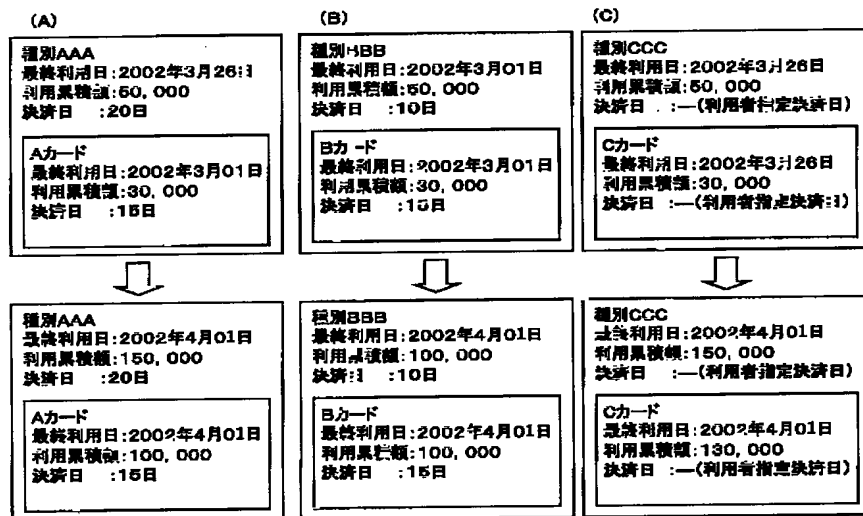 (A)
種別AAA
最終利用日:2002年3月26日
利用累積額:50,000
決済日 :20日
Aカード
最終利用日:2002年3月01日
利用累積額:30,000
決済日 :15日
種別AAA
最終利用日:2002年4月01日
利用累積額:150,000
決済日 :20日
Aカード
最終利用日:2002年4月01日
利用累積額:100,000
決済日 :15日
(B)
種別BBB
最終利用日:2002年3月01日
利用累積額:50,000
決済日 :10日
Bカード
最終利用日:2002年3月01日
利用累積額:30,000
決済日 :15日
種別BBB
最終利用日:2002年4月01日
利用累積額:100,000
決済日 :10日
Bカード
最終利用日:2002年4月01日
利用累積額:100,000
決済日 :15日
(C)
種別CCC
最終利用日:2002年3月26日
利用累積額:50,000
決済日 :—(利用者指定決済日)
Cカード
最終利用日:2002年3月26日
利用累積額:30,000
決済日 :—(利用者指定決済日)
種別CCC
最終利用日:2002年4月01日
利用累積額:150,000
決済日 :—(利用者指定決済日)
Cカード
最終利用日:2002年4月01日
利用累積額:130,000
決済日 :—(利用者指定決済日)